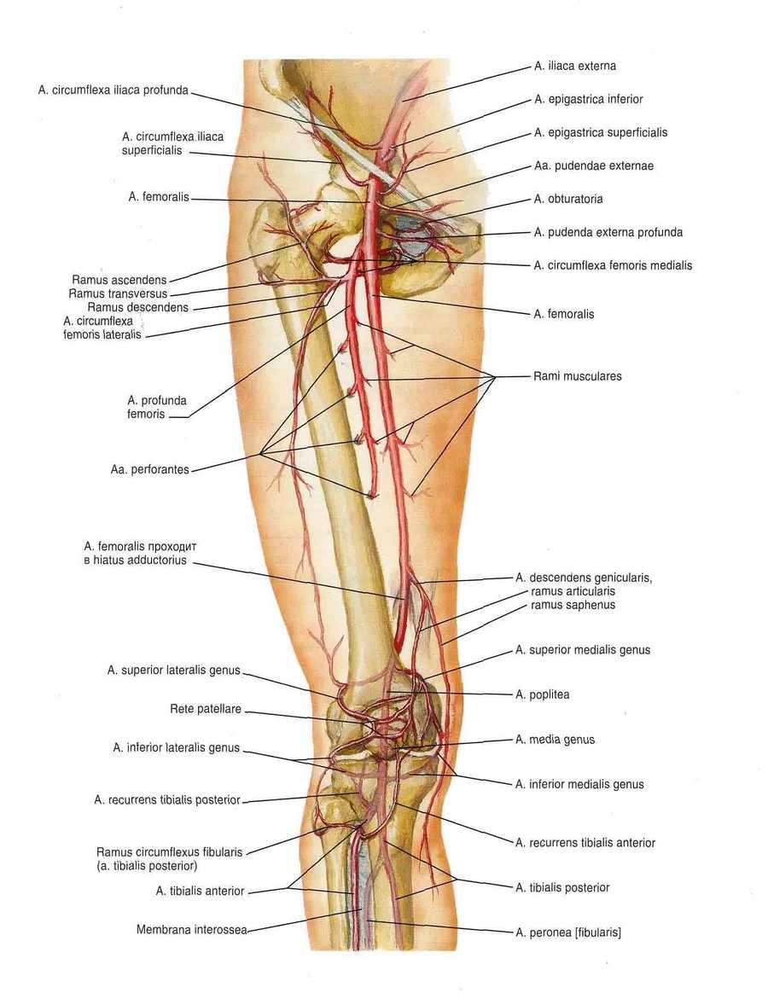 A. iliaca externa
A. circumflexa iliaca profunda
A. epigastrica inferior
A. circumflexa iliaca
superficialis
A. epigastrica superficialis
Aa. pudendae externae
A. femoralis
A. obturatoria
A. pudenda externa profunda
A. circumflexa femoris medialis
Ramus ascendens
Ramus transversus
Ramus descendens
A. circumflexa
femoris lateralis
A. femoralis
Rami musculares
A. profunda
femoris
Aa. perforantes
A. femoralis проходит
в hiatus adductorius
A. descendens genicularis,
ramus articularis
ramus saphenus
A. superior medialis genus
A. superior lateralis genus
A. poplitea
Rete patellare
A. media genus
A. inferior lateralis genus
A. inferior medialis genus
A. recurrens tibialis posterior
A. recurrens tibialis anterior
Ramus circumflexus fibularis
(a. tibialis posterior)
A. tibialis anterior
A. tibialis posterior
Membrana interossea
A. peronea [fibularis]